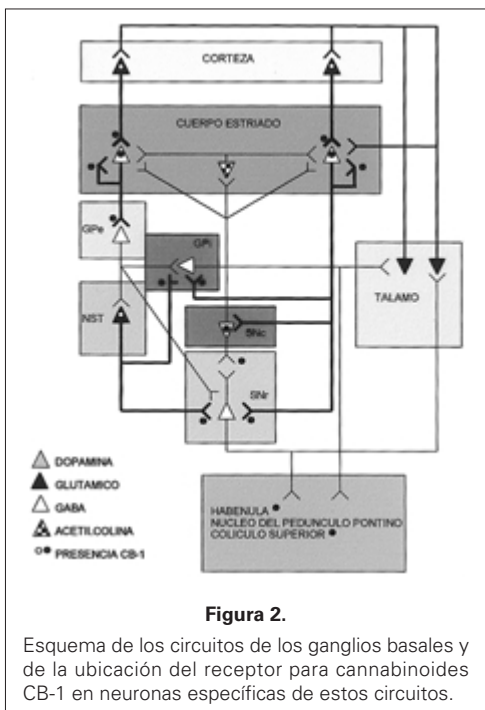 CORTEZA
CUERPO ESTRIADO
GPe
GPi
TALAMO
NST
SNc
SNr
DOPAMINA
GLUTAMICO
GABA
ACETILCOLINA
PRESENCIA CB-1
HABENULA
NUCLEO DEL PEDUNCULO PONTINO
COLICULO SUPERIOR
Figura 2.
Esquema de los circuitos de los ganglios basales y
de la ubicación del receptor para cannabinoides
CB-1 en neuronas específicas de estos circuitos.